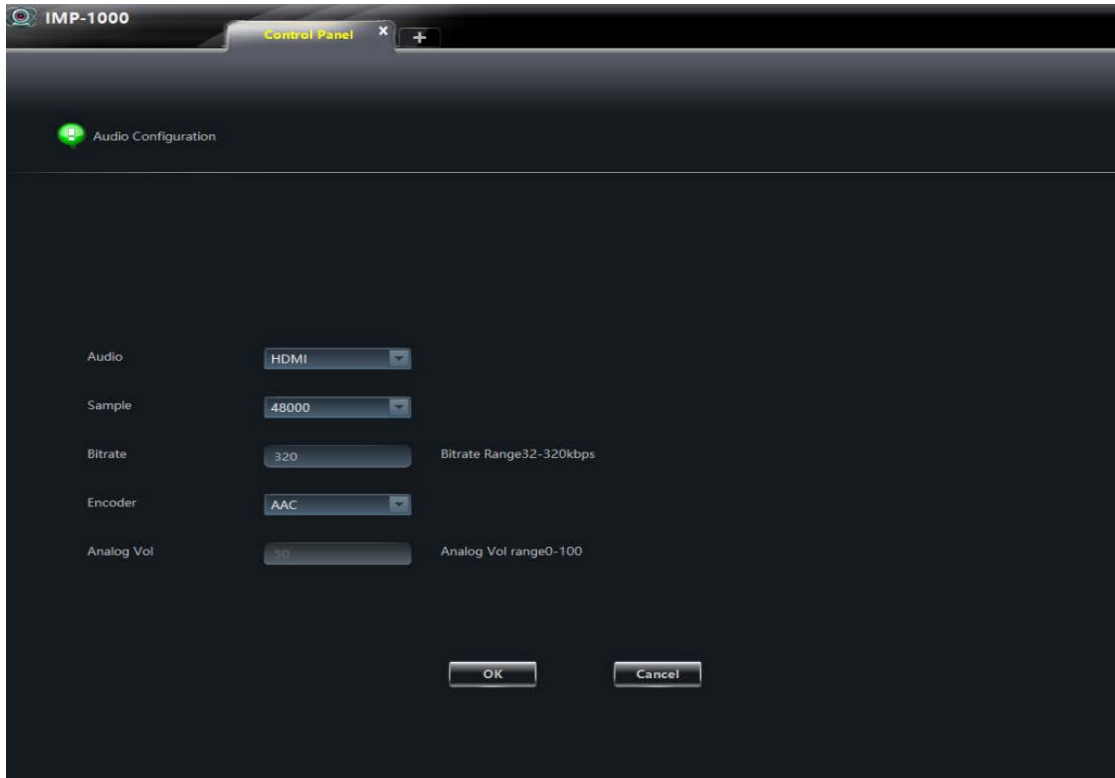 IMP-1000
Control Panel x +
Audio Configuration
Audio HDMI
Sample 48000
Bitrate 320 Bitrate Range32-320kbps
Encoder AAC
Analog Vol 50 Analog Vol range0-100
OK Cancel